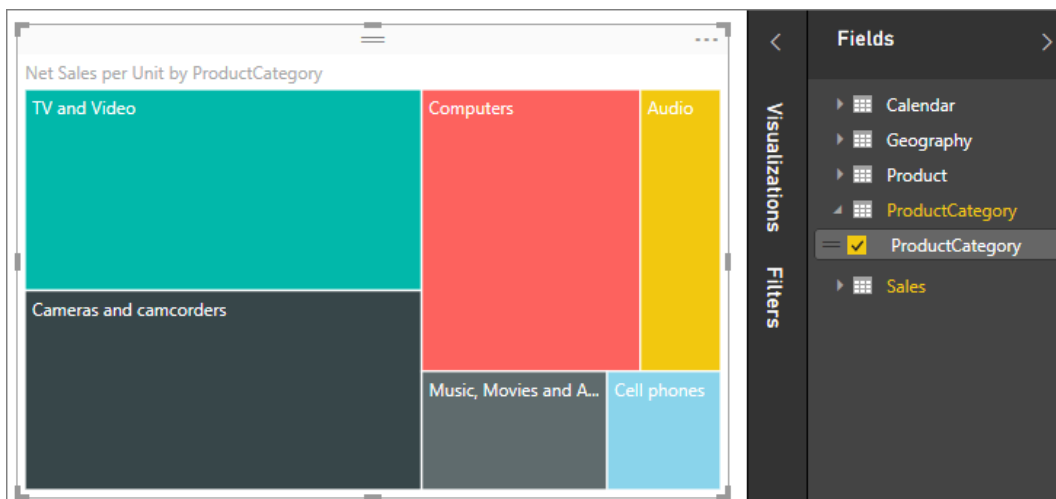 Net Sales per Unit by ProductCategory
TV and Video
Computers
Audio
Cameras and camcorders
Music, Movies and A...
Cell phones
Visualizations
Filters
Fields
Calendar
Geography
Product
ProductCategory
ProductCategory
Sales